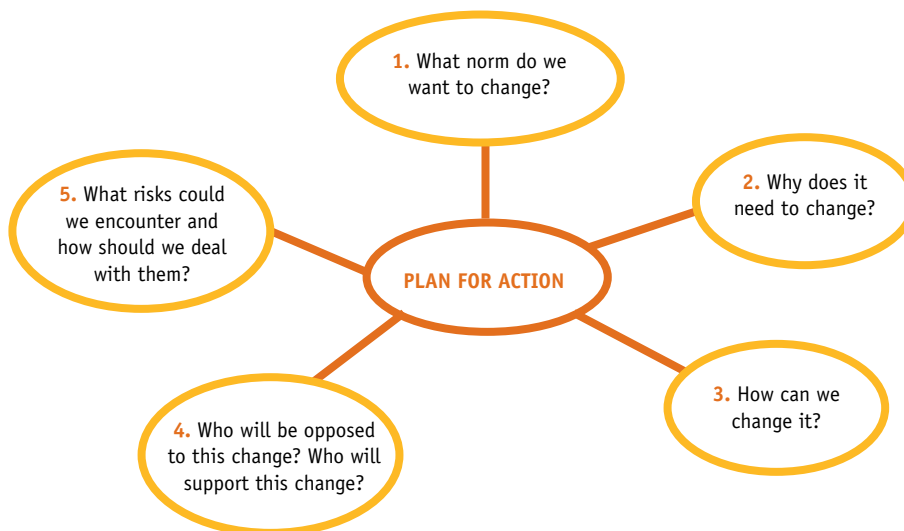 1. What norm do we
want to change?
2. Why does it
need to change?
3. How can we
change it?
4. Who will be opposed
to this change? Who will
support this change?
5. What risks could
we encounter and
how should we deal
with them?
PLAN FOR ACTION